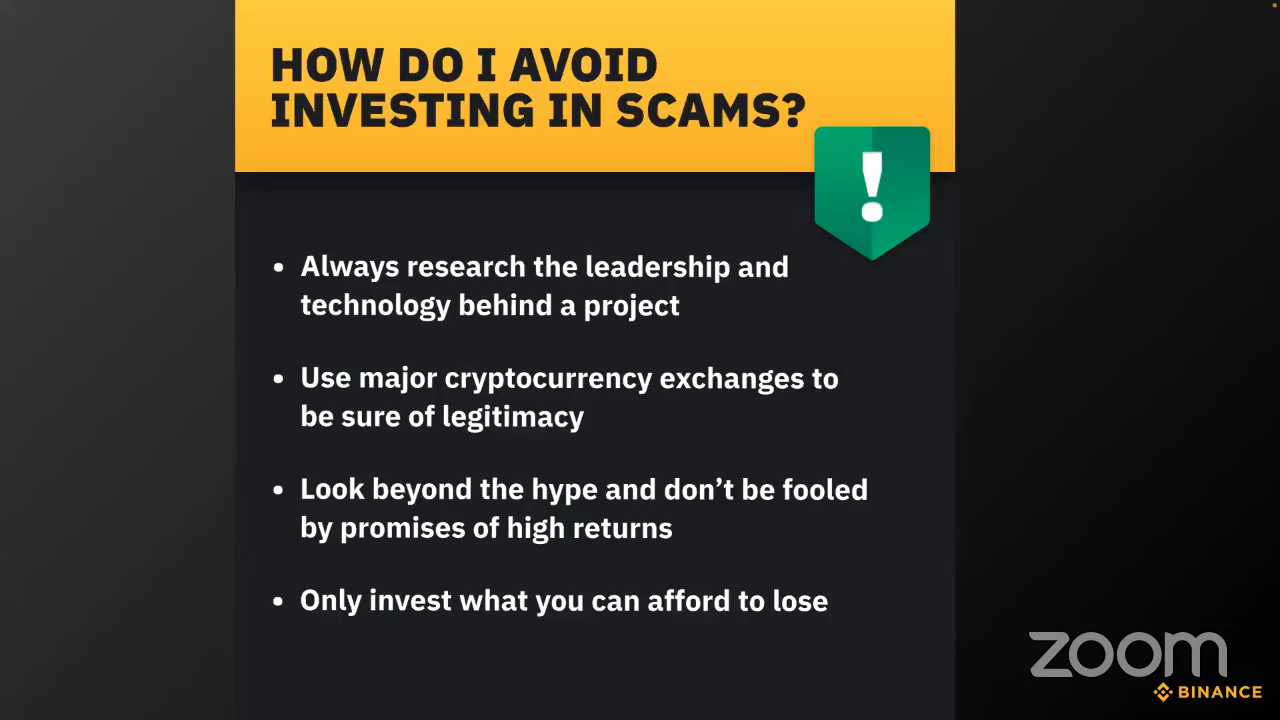 HOW DO I AVOID
INVESTING IN SCAMS?
!
• Always research the leadership and
technology behind a project
• Use major cryptocurrency exchanges to
be sure of legitimacy
• Look beyond the hype and don’t be fooled
by promises of high returns
• Only invest what you can afford to lose
zoom
BINANCE